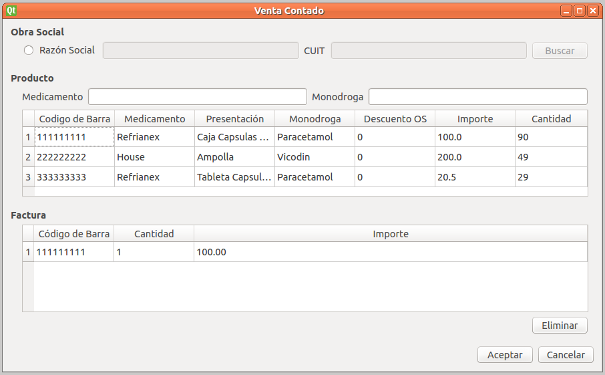 Qt Venta Contado
Obra Social
Razón Social CUIT Buscar
Producto
Medicamento Monodroga
Codigo de Barra Medicamento Presentación Monodroga Descuento OS Importe Cantidad
1 111111111 Refrianex Caja Capsulas ... Paracetamol 0 100.0 90
2 222222222 House Ampolla Vicodin 0 200.0 49
3 333333333 Refrianex Tableta Capsul... Paracetamol 0 20.5 29
Factura
Código de Barra Cantidad Importe
1 111111111 1 100.00
Eliminar
Aceptar Cancelar